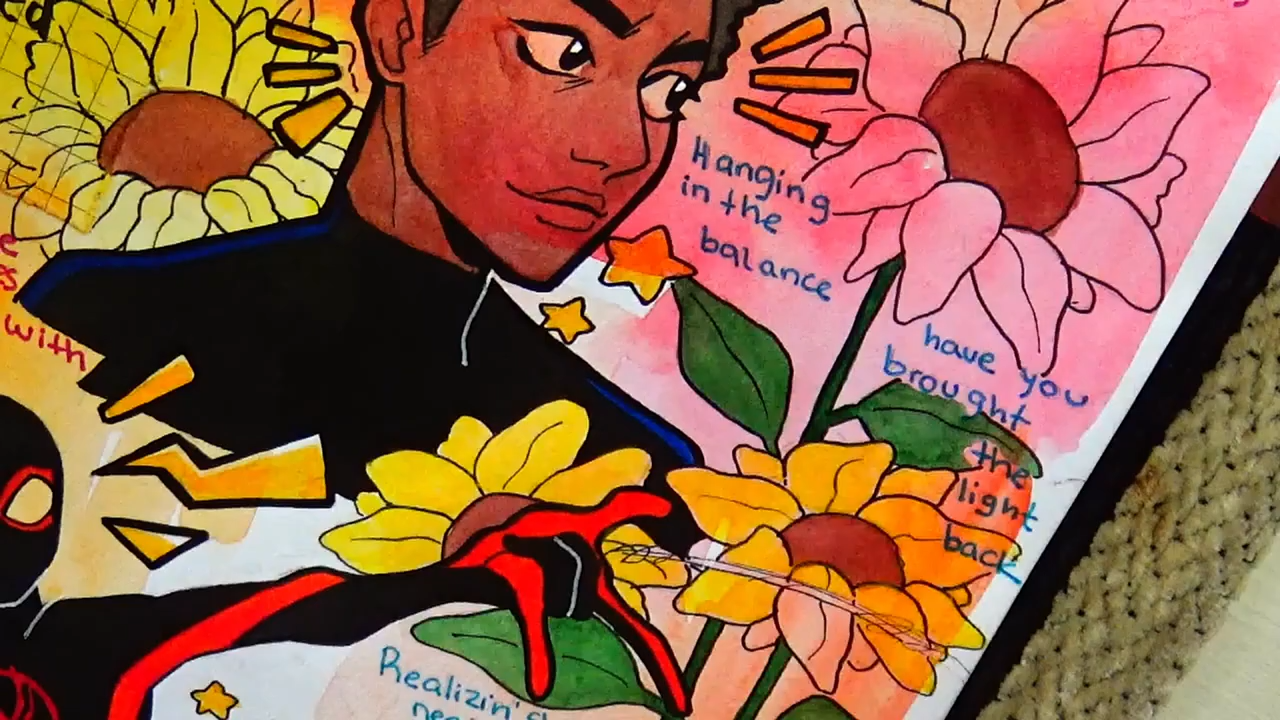 with
Hanging
in the
balance
have you
brought
the
light
back
Realizin'